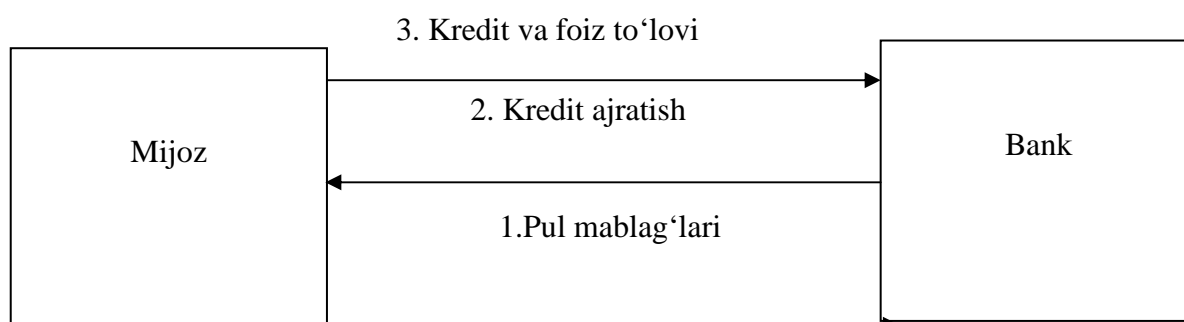 3. Kredit va foiz to‘lovi
2. Kredit ajratish
Mijoz
Bank
1.Pul mablag‘lari